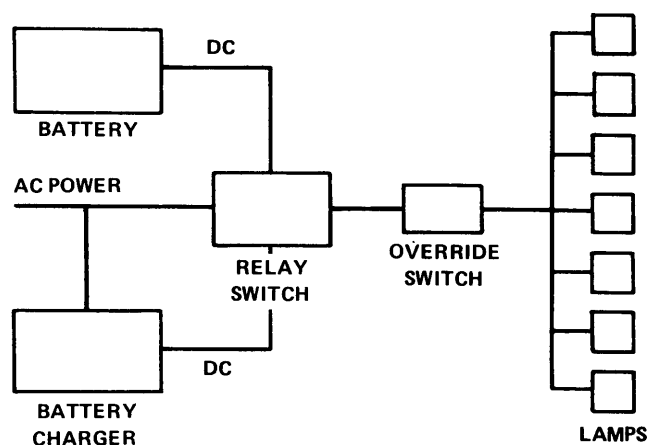 DC
BATTERY
AC POWER
RELAY
SWITCH
OVERRIDE
SWITCH
DC
BATTERY
CHARGER
LAMPS